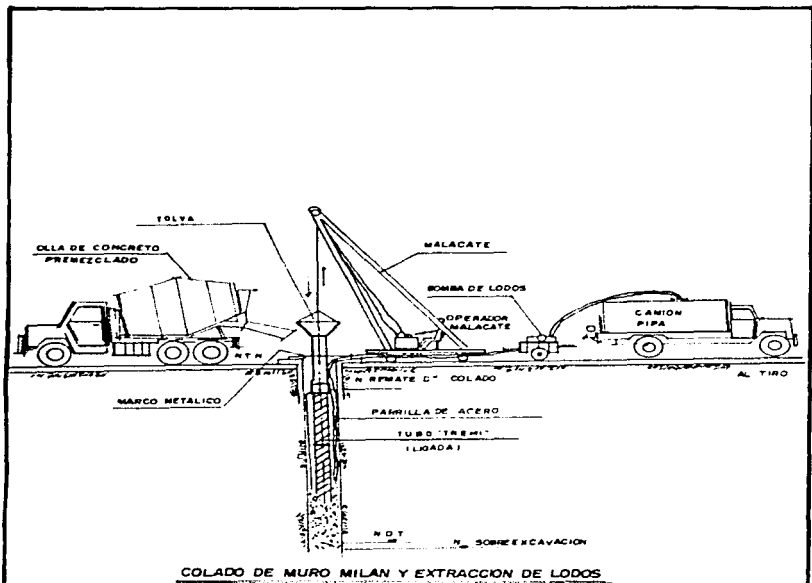 TOLVA
OLLA DE CONCRETO
PREMEZCLADO
MALACATE
BOMBA DE LODOS
OPERADOR
MALACATE
CAMION
PIPA
N T N
N REMATE DE COLADO
AL TIRO
MARCO METALICO
PARRILLA DE ACERO
TUBO "TREMI"
(LIGADA)
N D T
N SOBREEXCAVACION
COLADO DE MURO MILAN Y EXTRACCION DE LODOS